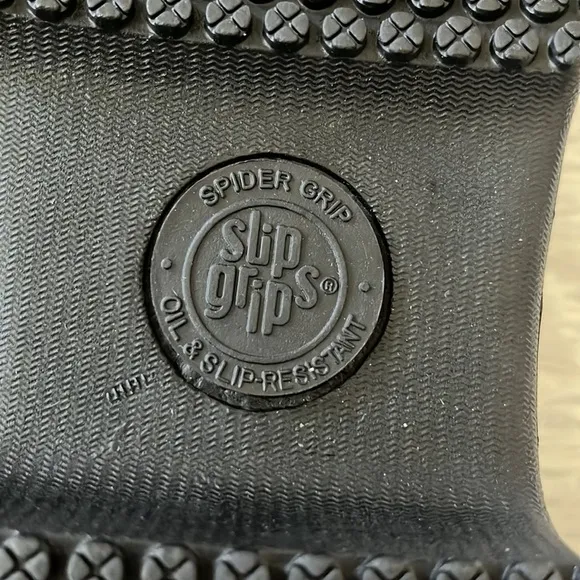 SPIDER GRIP
slip
grips®
OIL & SLIP-RESISTANT